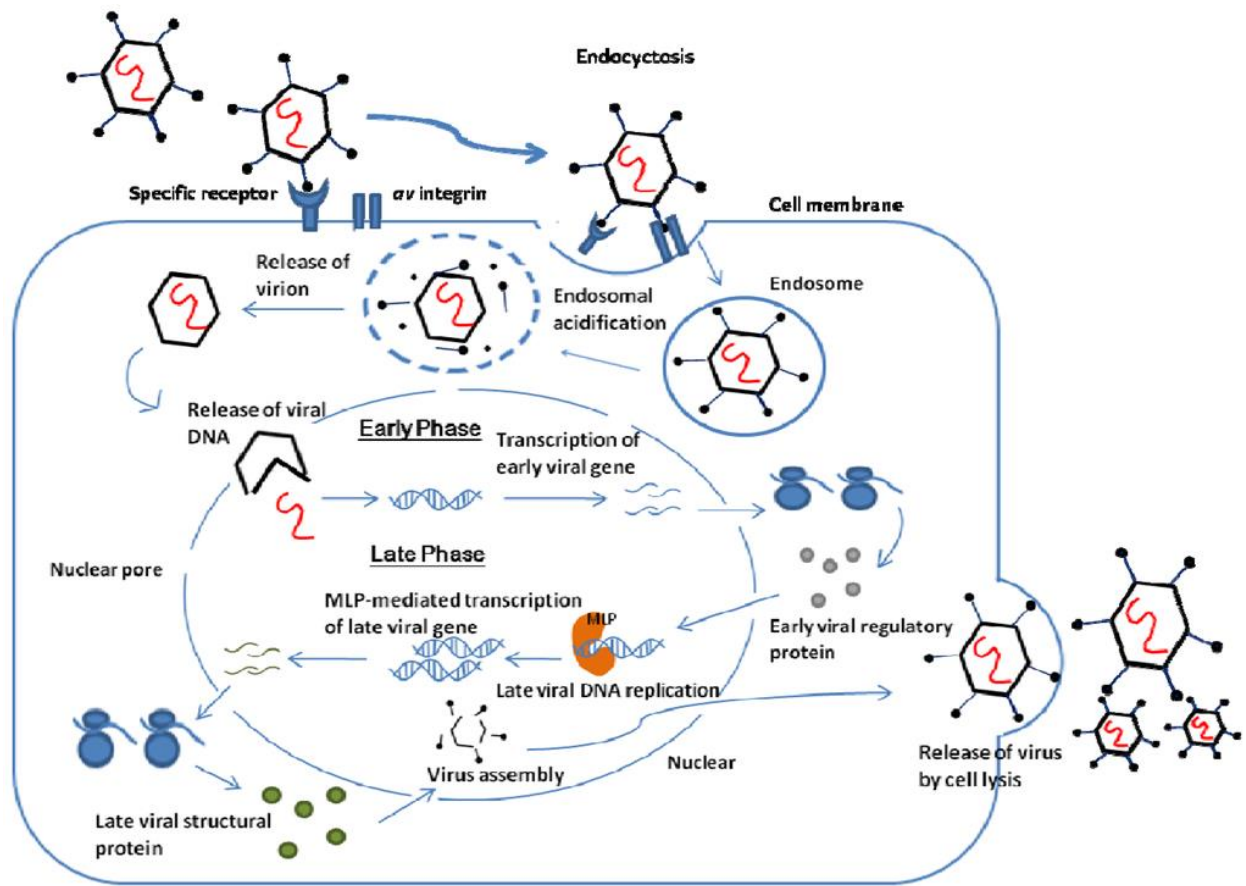 Endocyctosis
Specific receptor
αv integrin
Cell membrane
Release of
virion
Endosomal
acidification
Endosome
Release of viral
DNA
Early Phase
Transcription of
early viral gene
Late Phase
Nuclear pore
MLP-mediated transcription
of late viral gene
MLP
Early viral regulatory
protein
Late viral DNA replication
Virus assembly
Nuclear
Release of virus
by cell lysis
Late viral structural
protein